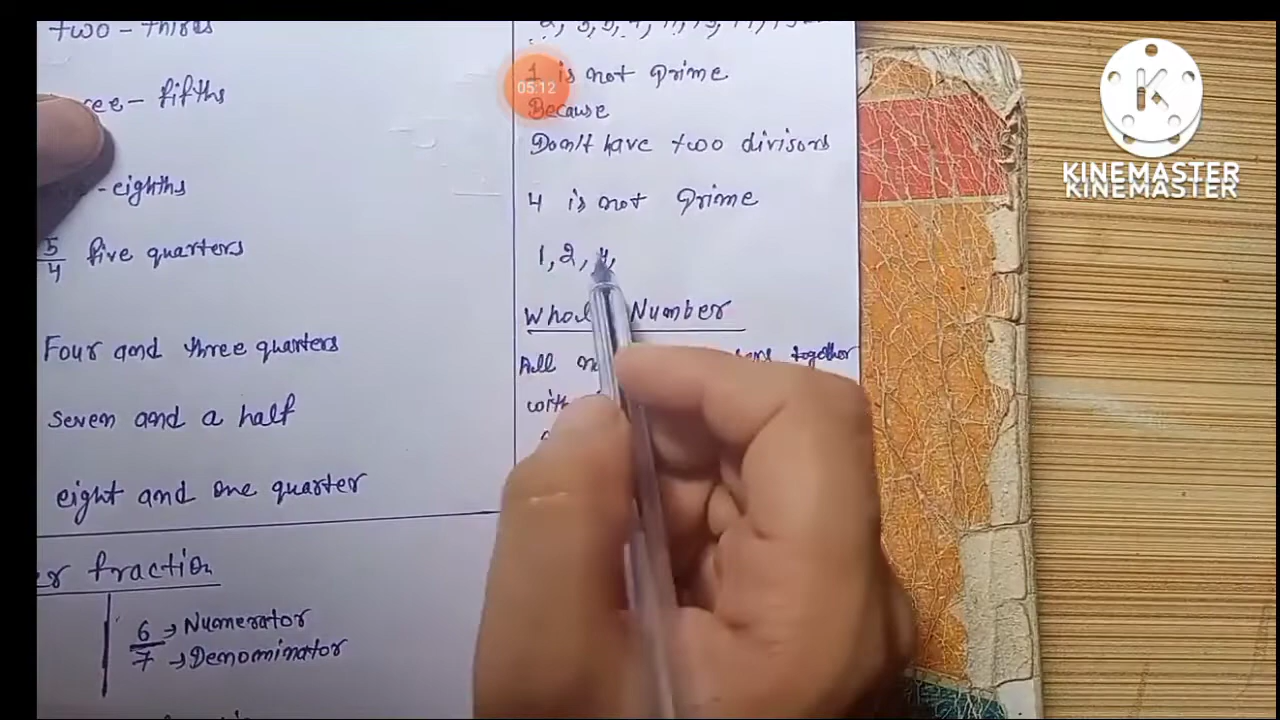 two-thirds
fifths
eighths
5/4 five quarters
Four and three quarters
seven and a half
eight and one quarter
fraction
6 → Numerator
7 → Denominator
1 is not prime
Because
Don't have two divisors
4 is not prime
1, 2, 4,
Number
All
together
05:12
KINEMASTER
KINEMASTER